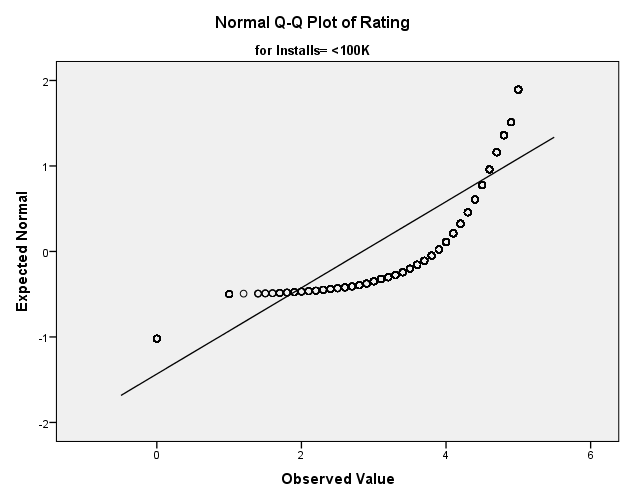 Normal Q-Q Plot of Rating
for Installs= <100K
Expected Normal
2
1
0
-1
-2
0 2 4 6
Observed Value